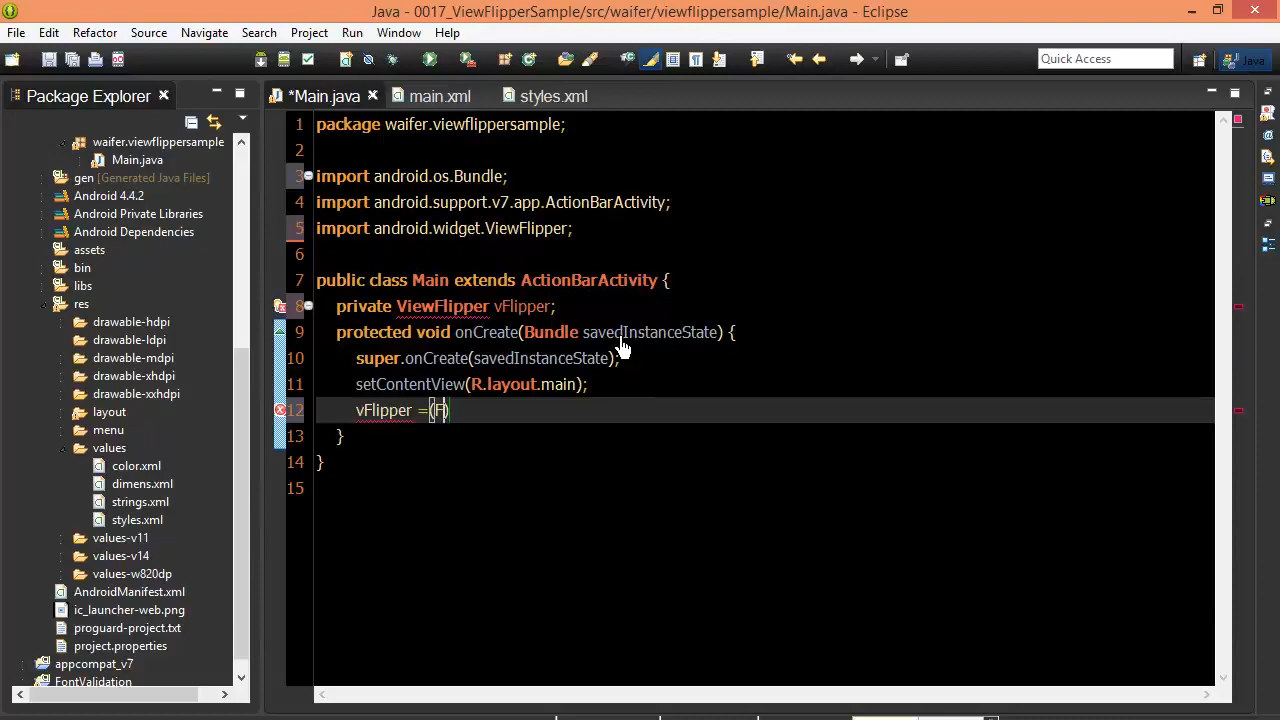 Java - 0017_ViewFlipperSample/src/waifer/viewflippersample/Main.java - Eclipse
File Edit Refactor Source Navigate Search Project Run Window Help
Quick Access
Java
Package Explorer
*Main.java main.xml styles.xml
waifer.viewflippersample
Main.java
gen [Generated Java Files]
Android 4.4.2
Android Private Libraries
Android Dependencies
assets
bin
libs
res
drawable-hdpi
drawable-ldpi
drawable-mdpi
drawable-xhdpi
drawable-xxhdpi
layout
menu
values
color.xml
dimens.xml
strings.xml
styles.xml
values-v11
values-v14
values-w820dp
AndroidManifest.xml
ic_launcher-web.png
proguard-project.txt
project.properties
appcompat_v7
FontValidation
1 package waifer.viewflippersample;
2
3 import android.os.Bundle;
4 import android.support.v7.app.ActionBarActivity;
5 import android.widget.ViewFlipper;
6
7 public class Main extends ActionBarActivity {
8 private ViewFlipper vFlipper;
9 protected void onCreate(Bundle savedInstanceState) {
10 super.onCreate(savedInstanceState);
11 setContentView(R.layout.main);
12 vFlipper =(F)
13 }
14 }
15